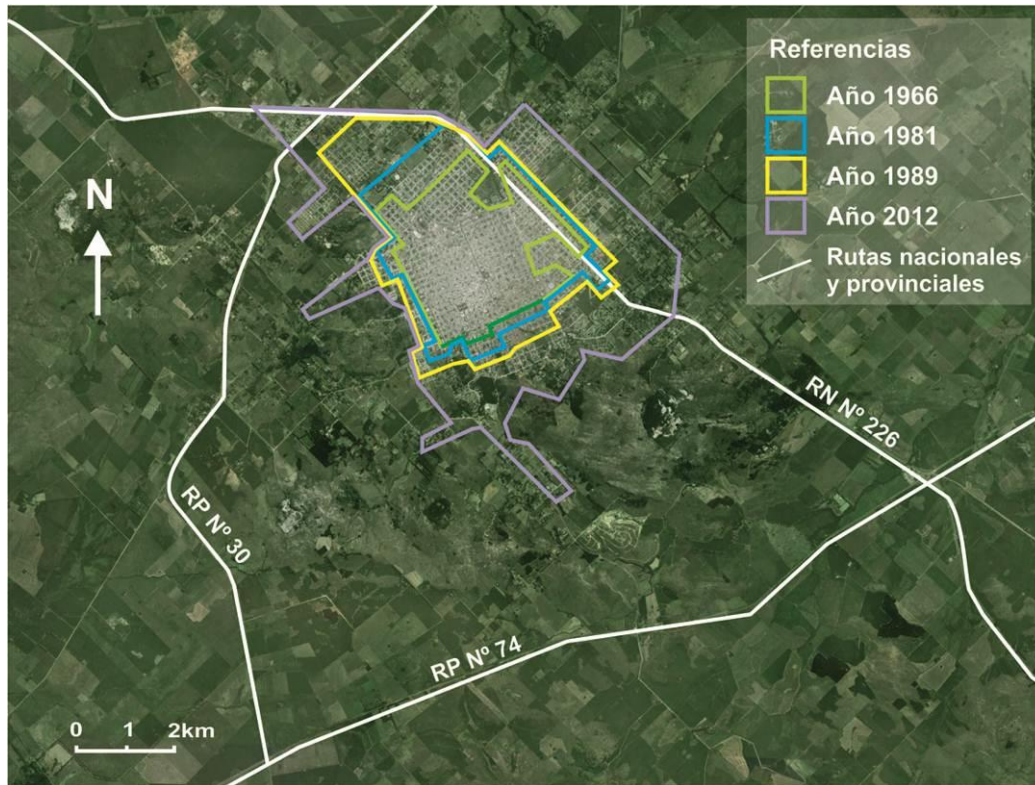 Referencias
Año 1966
Año 1981
Año 1989
Año 2012
Rutas nacionales
y provinciales
N
RN Nº 226
RP Nº 30
RP Nº 74
0 1 2km